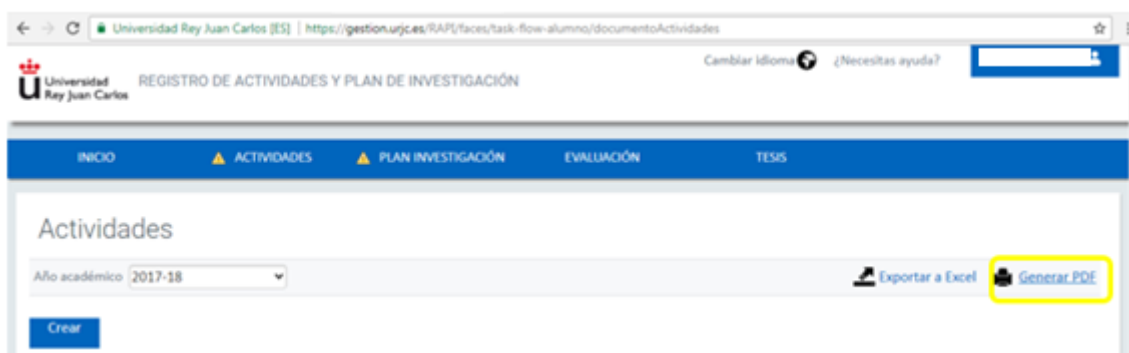 Universidad Rey Juan Carlos [ES] | https://gestion.urjc.es/RAPI/faces/task-flow-alumno/documentoActividades
Universidad
Rey Juan Carlos
REGISTRO DE ACTIVIDADES Y PLAN DE INVESTIGACIÓN
Cambiar idioma ¿Necesitas ayuda?
INICIO ACTIVIDADES PLAN INVESTIGACIÓN EVALUACIÓN TESIS
Actividades
Año académico 2017-18 Exportar a Excel Generar PDF
Crear